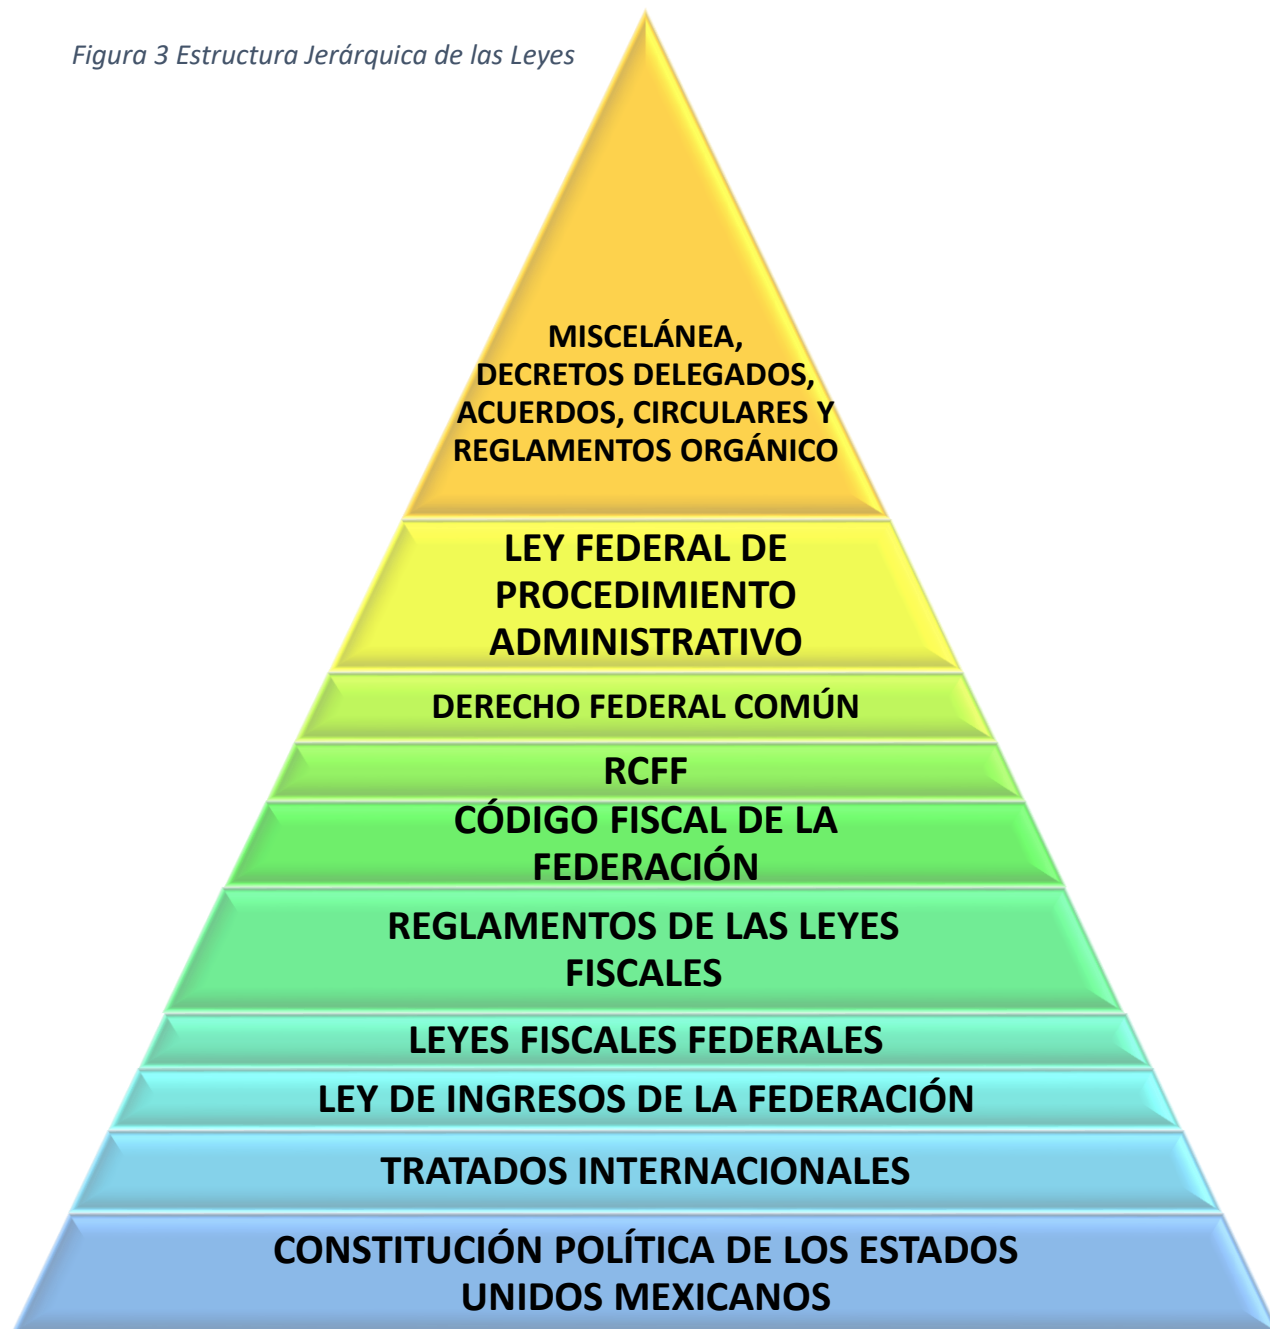 Figura 3 Estructura Jerárquica de las Leyes
MISCELÁNEA,
DECRETOS DELEGADOS,
ACUERDOS, CIRCULARES Y
REGLAMENTOS ORGÁNICO
LEY FEDERAL DE
PROCEDIMIENTO
ADMINISTRATIVO
DERECHO FEDERAL COMÚN
RCFF
CÓDIGO FISCAL DE LA
FEDERACIÓN
REGLAMENTOS DE LAS LEYES
FISCALES
LEYES FISCALES FEDERALES
LEY DE INGRESOS DE LA FEDERACIÓN
TRATADOS INTERNACIONALES
CONSTITUCIÓN POLÍTICA DE LOS ESTADOS
UNIDOS MEXICANOS